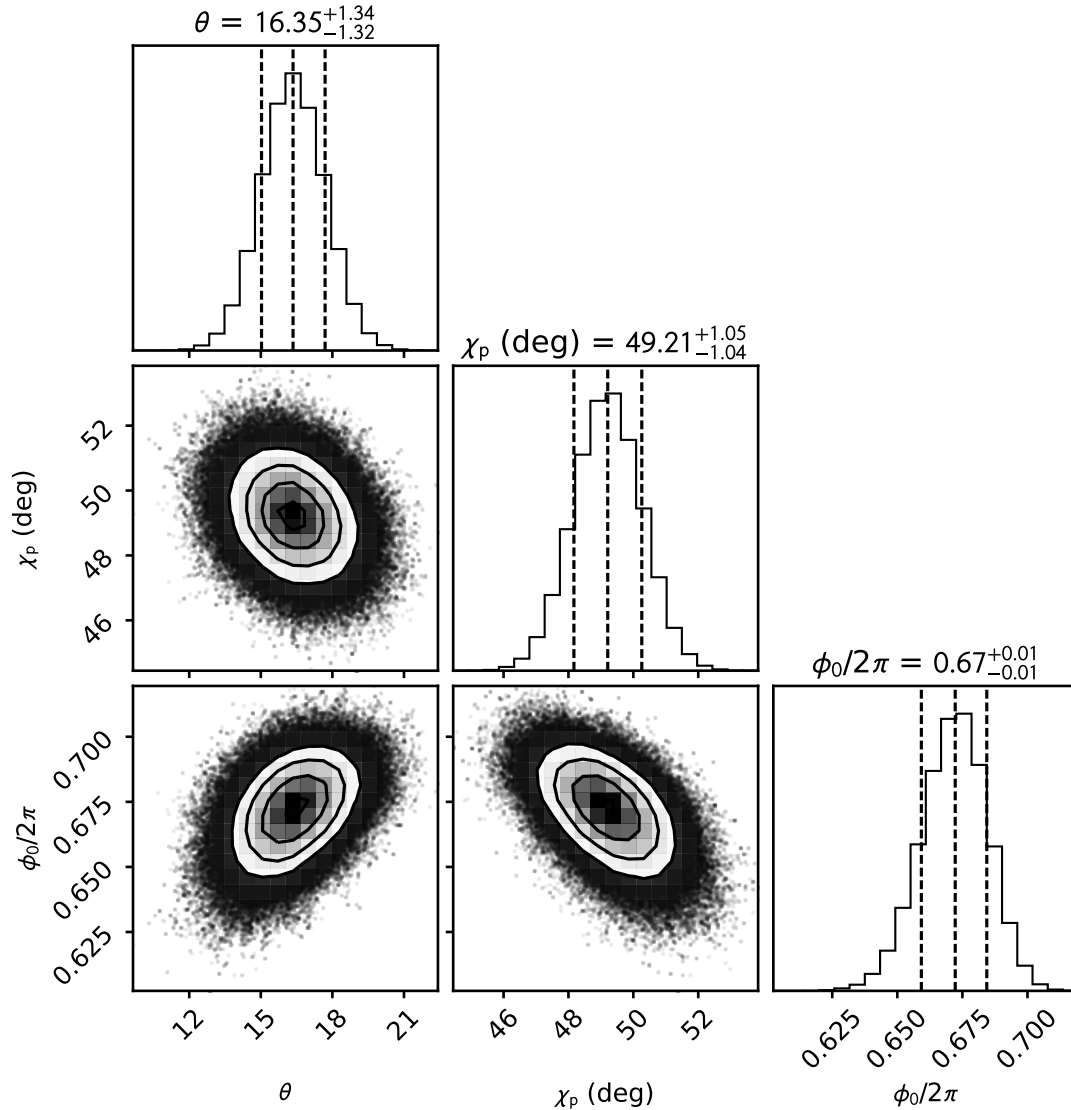 θ = 16.35^{+1.34}_{-1.32}
χ_p (deg) = 49.21^{+1.05}_{-1.04}
52
50
48
46
χ_p (deg)
ϕ_0/2π = 0.67^{+0.01}_{-0.01}
0.700
0.675
0.650
0.625
ϕ_0/2π
12 15 18 21
46 48 50 52
0.625 0.650 0.675 0.700
θ
χ_p (deg)
ϕ_0/2π